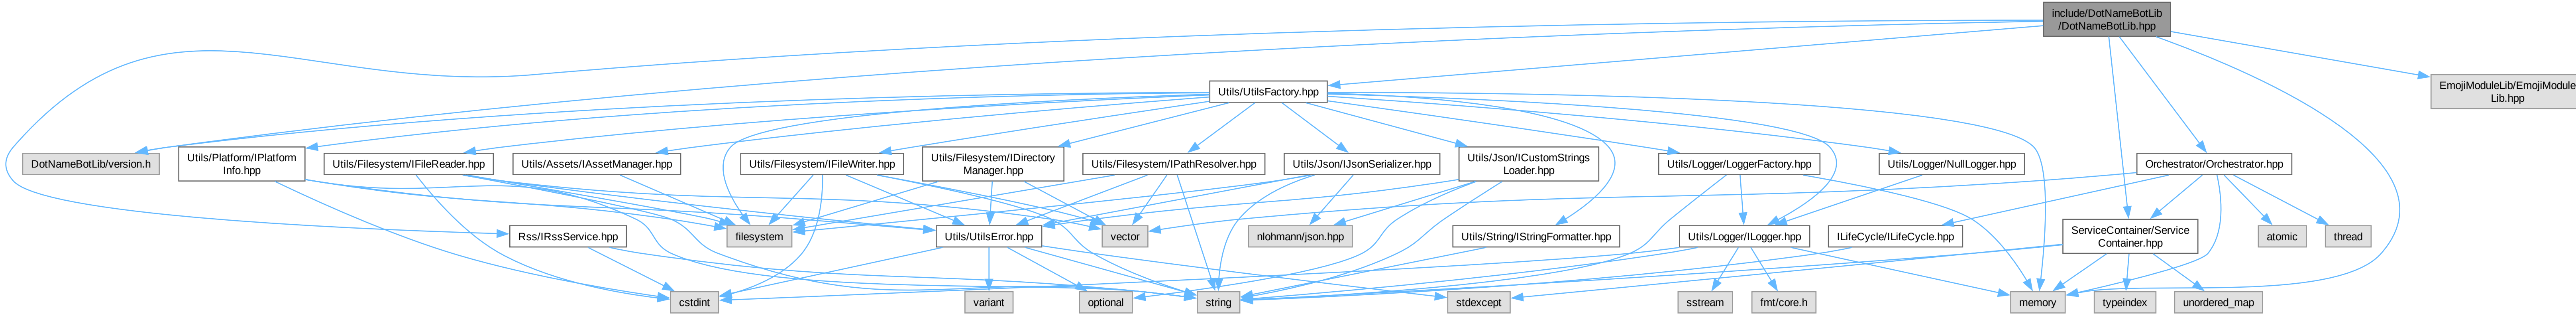 include/DotNameBotLib
/DotNameBotLib.hpp
Utils/UtilsFactory.hpp
EmojiModuleLib/EmojiModule
Lib.hpp
DotNameBotLib/version.h
Utils/Platform/IPlatform
Info.hpp
Utils/Filesystem/IFileReader.hpp
Utils/Assets/IAssetManager.hpp
Utils/Filesystem/IFileWriter.hpp
Utils/Filesystem/IDirectory
Manager.hpp
Utils/Filesystem/IPathResolver.hpp
Utils/Json/IJsonSerializer.hpp
Utils/Json/ICustomStrings
Loader.hpp
Utils/Logger/LoggerFactory.hpp
Utils/Logger/NullLogger.hpp
Orchestrator/Orchestrator.hpp
Rss/IRssService.hpp
filesystem
Utils/UtilsError.hpp
vector
nlohmann/json.hpp
Utils/String/IStringFormatter.hpp
Utils/Logger/ILogger.hpp
ILifeCycle/ILifeCycle.hpp
ServiceContainer/Service
Container.hpp
atomic
thread
cstdint
variant
optional
string
stdexcept
sstream
fmt/core.h
memory
typeindex
unordered_map